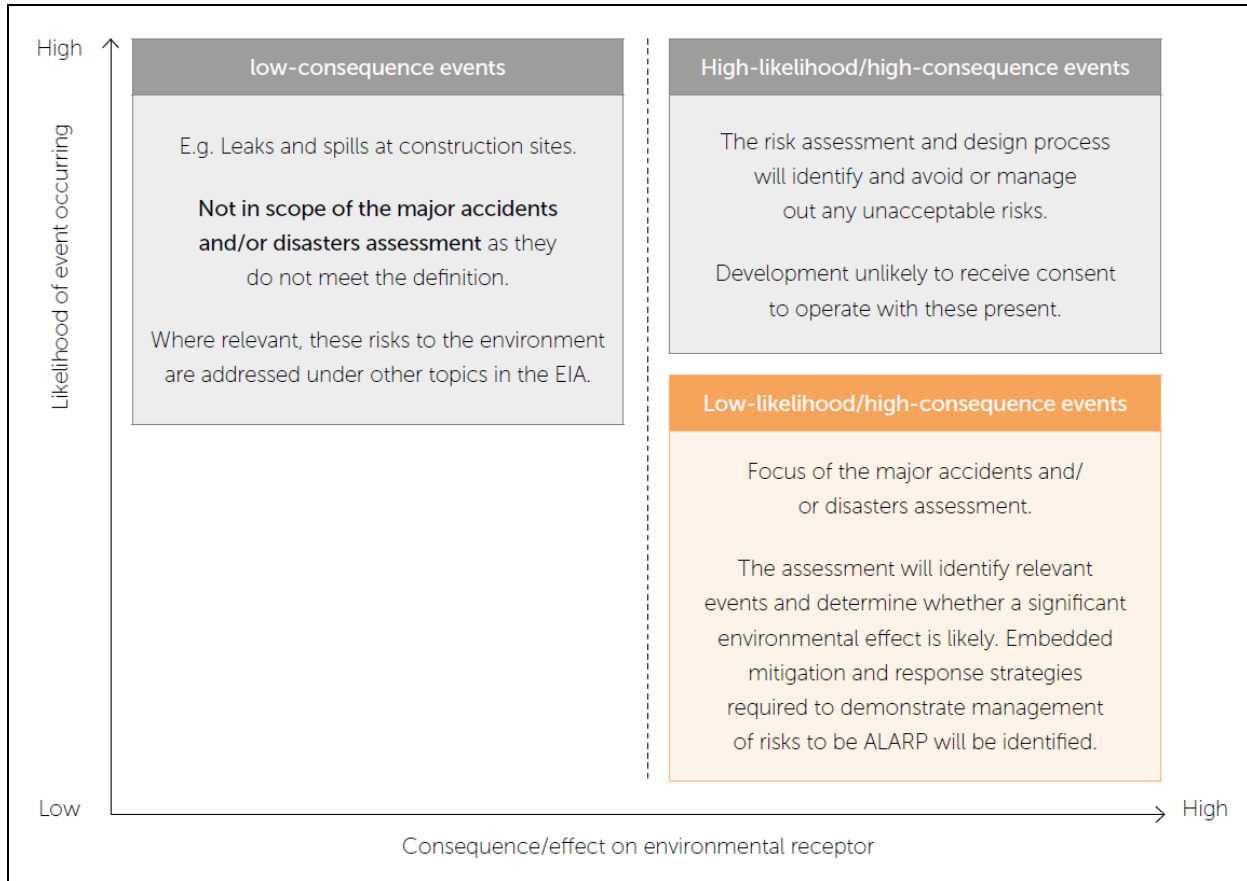 High
Likelihood of event occurring
Low
low-consequence events
E.g. Leaks and spills at construction sites.
Not in scope of the major accidents
and/or disasters assessment as they
do not meet the definition.
Where relevant, these risks to the environment
are addressed under other topics in the EIA.
High-likelihood/high-consequence events
The risk assessment and design process
will identify and avoid or manage
out any unacceptable risks.
Development unlikely to receive consent
to operate with these present.
Low-likelihood/high-consequence events
Focus of the major accidents and/
or disasters assessment.
The assessment will identify relevant
events and determine whether a significant
environmental effect is likely. Embedded
mitigation and response strategies
required to demonstrate management
of risks to be ALARP will be identified.
High
Consequence/effect on environmental receptor